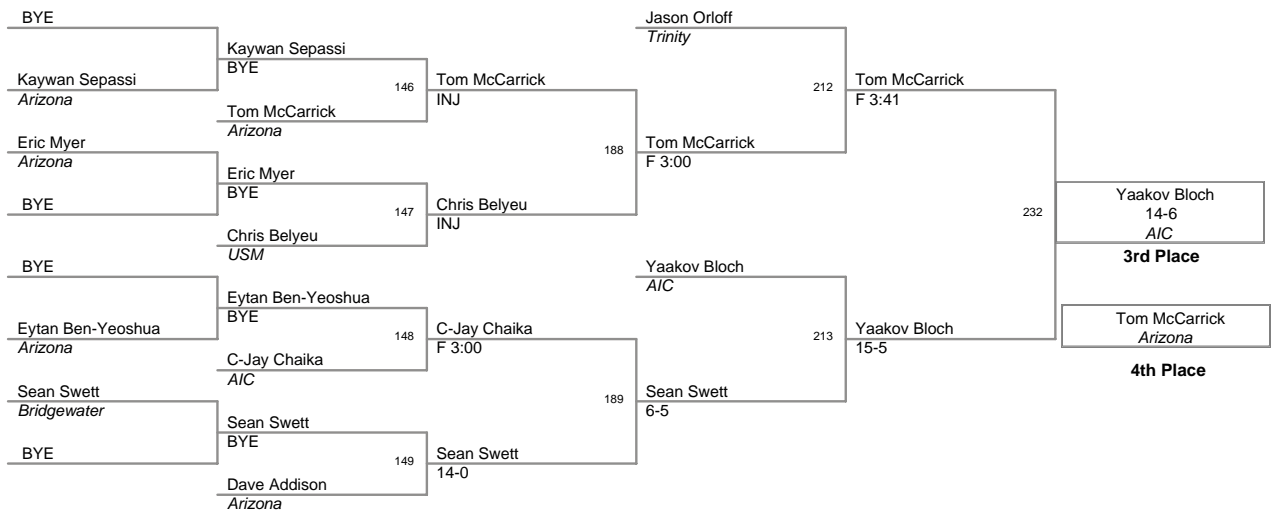 BYE
Kaywan Sepassi
Arizona
Eric Myer
Arizona
BYE
BYE
Eytan Ben-Yeoshua
Arizona
Sean Swett
Bridgewater
BYE
Kaywan Sepassi
BYE
146
Tom McCarrick
Arizona
Eric Myer
BYE
147
Chris Belyeu
USM
Eytan Ben-Yeoshua
BYE
148
C-Jay Chaika
AIC
Sean Swett
BYE
149
Dave Addison
Arizona
Tom McCarrick
INJ
188
Chris Belyeu
INJ
C-Jay Chaika
F 3:00
189
Sean Swett
14-0
Jason Orloff
Trinity
212
Tom McCarrick
F 3:00
Yaakov Bloch
AIC
213
Sean Swett
6-5
Tom McCarrick
F 3:41
232
Yaakov Bloch
15-5
Yaakov Bloch
14-6
AIC
3rd Place
Tom McCarrick
Arizona
4th Place